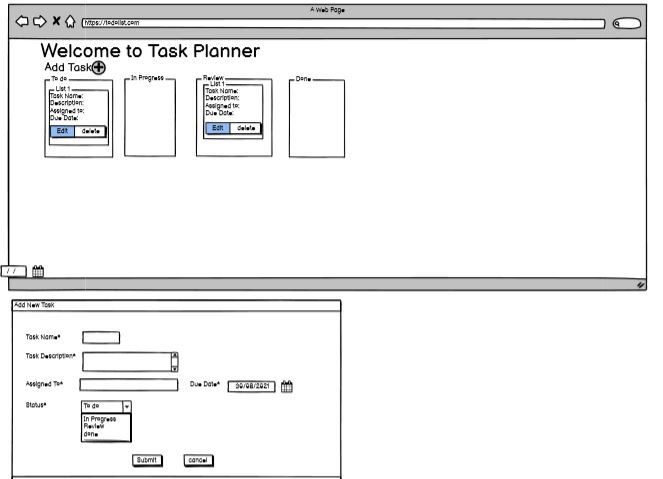 A Web Page
https://todolist.com
Welcome to Task Planner
Add Task
To do
In Progress
Review
Done
List 1
Task Name:
Description:
Assigned to:
Due Date:
Edit
delete
List 1
Task Name:
Description:
Assigned to:
Due Date:
Edit
delete
/ /
Add New Task
Task Name*
Task Description*
Assigned To*
Due Date*
30/08/2021
Status*
To do
In Progress
Review
done
Submit
cancel